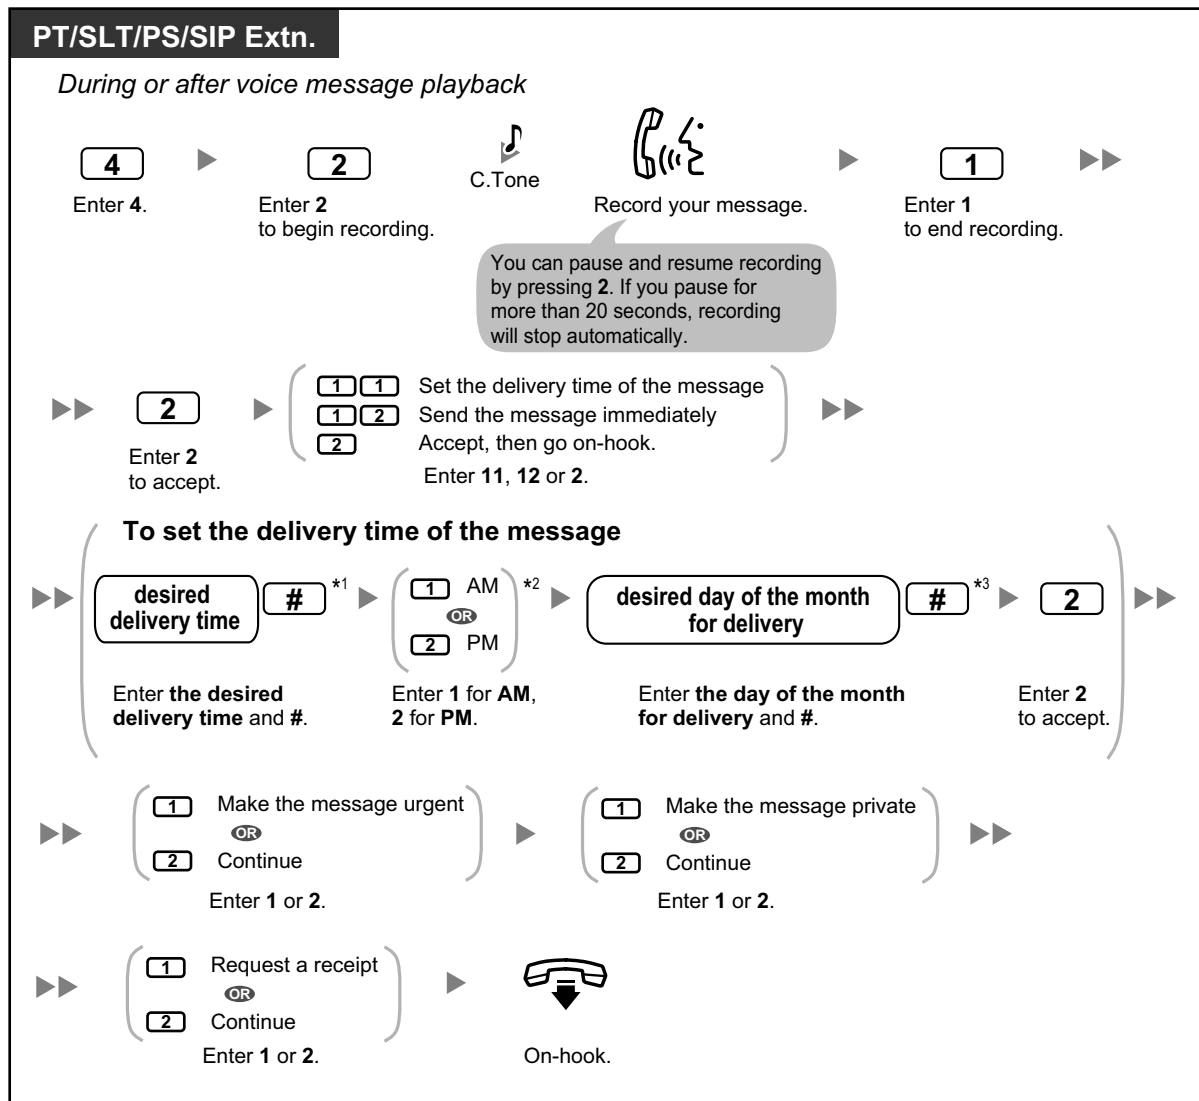 PT/SLT/PS/SIP Extn.
During or after voice message playback
4
2
C.Tone
1
Enter 4.
Enter 2
to begin recording.
Record your message.
Enter 1
to end recording.
You can pause and resume recording
by pressing 2. If you pause for
more than 20 seconds, recording
will stop automatically.
2
Enter 2
to accept.
1 1 Set the delivery time of the message
1 2 Send the message immediately
2 Accept, then go on-hook.
Enter 11, 12 or 2.
To set the delivery time of the message
desired
delivery time
# *1
1 AM
OR
2 PM
*2
desired day of the month
for delivery
# *3
2
Enter the desired
delivery time and #.
Enter 1 for AM,
2 for PM.
Enter the day of the month
for delivery and #.
Enter 2
to accept.
1 Make the message urgent
OR
2 Continue
Enter 1 or 2.
1 Make the message private
OR
2 Continue
Enter 1 or 2.
1 Request a receipt
OR
2 Continue
Enter 1 or 2.
On-hook.